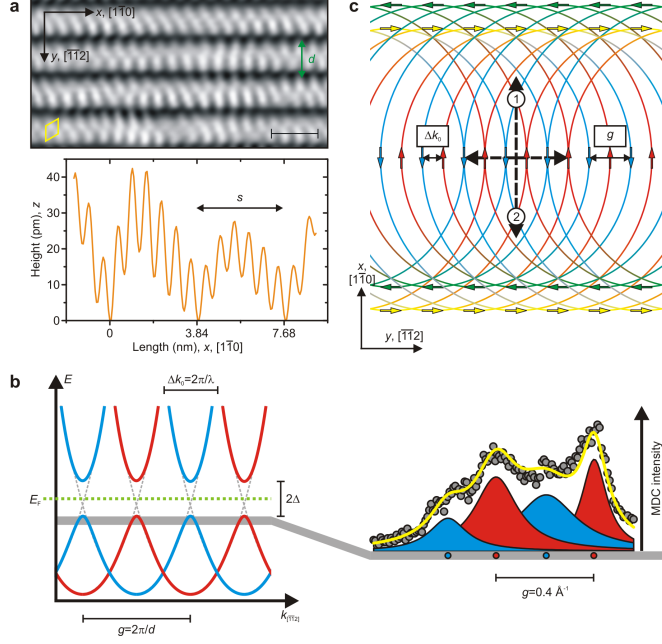 a
x, [11̅0]
y, [1̅1̅2]
d
Height (pm), z
40
30
20
10
0
s
0
3.84
7.68
Length (nm), x, [11̅0]
c
1
Δk₀
g
2
x,
[11̅0]
y, [1̅1̅2]
b
E
Δk₀=2π/λ
E_F
2Δ
k_[1̅1̅2]
g=2π/d
MDC intensity
g=0.4 Å⁻¹